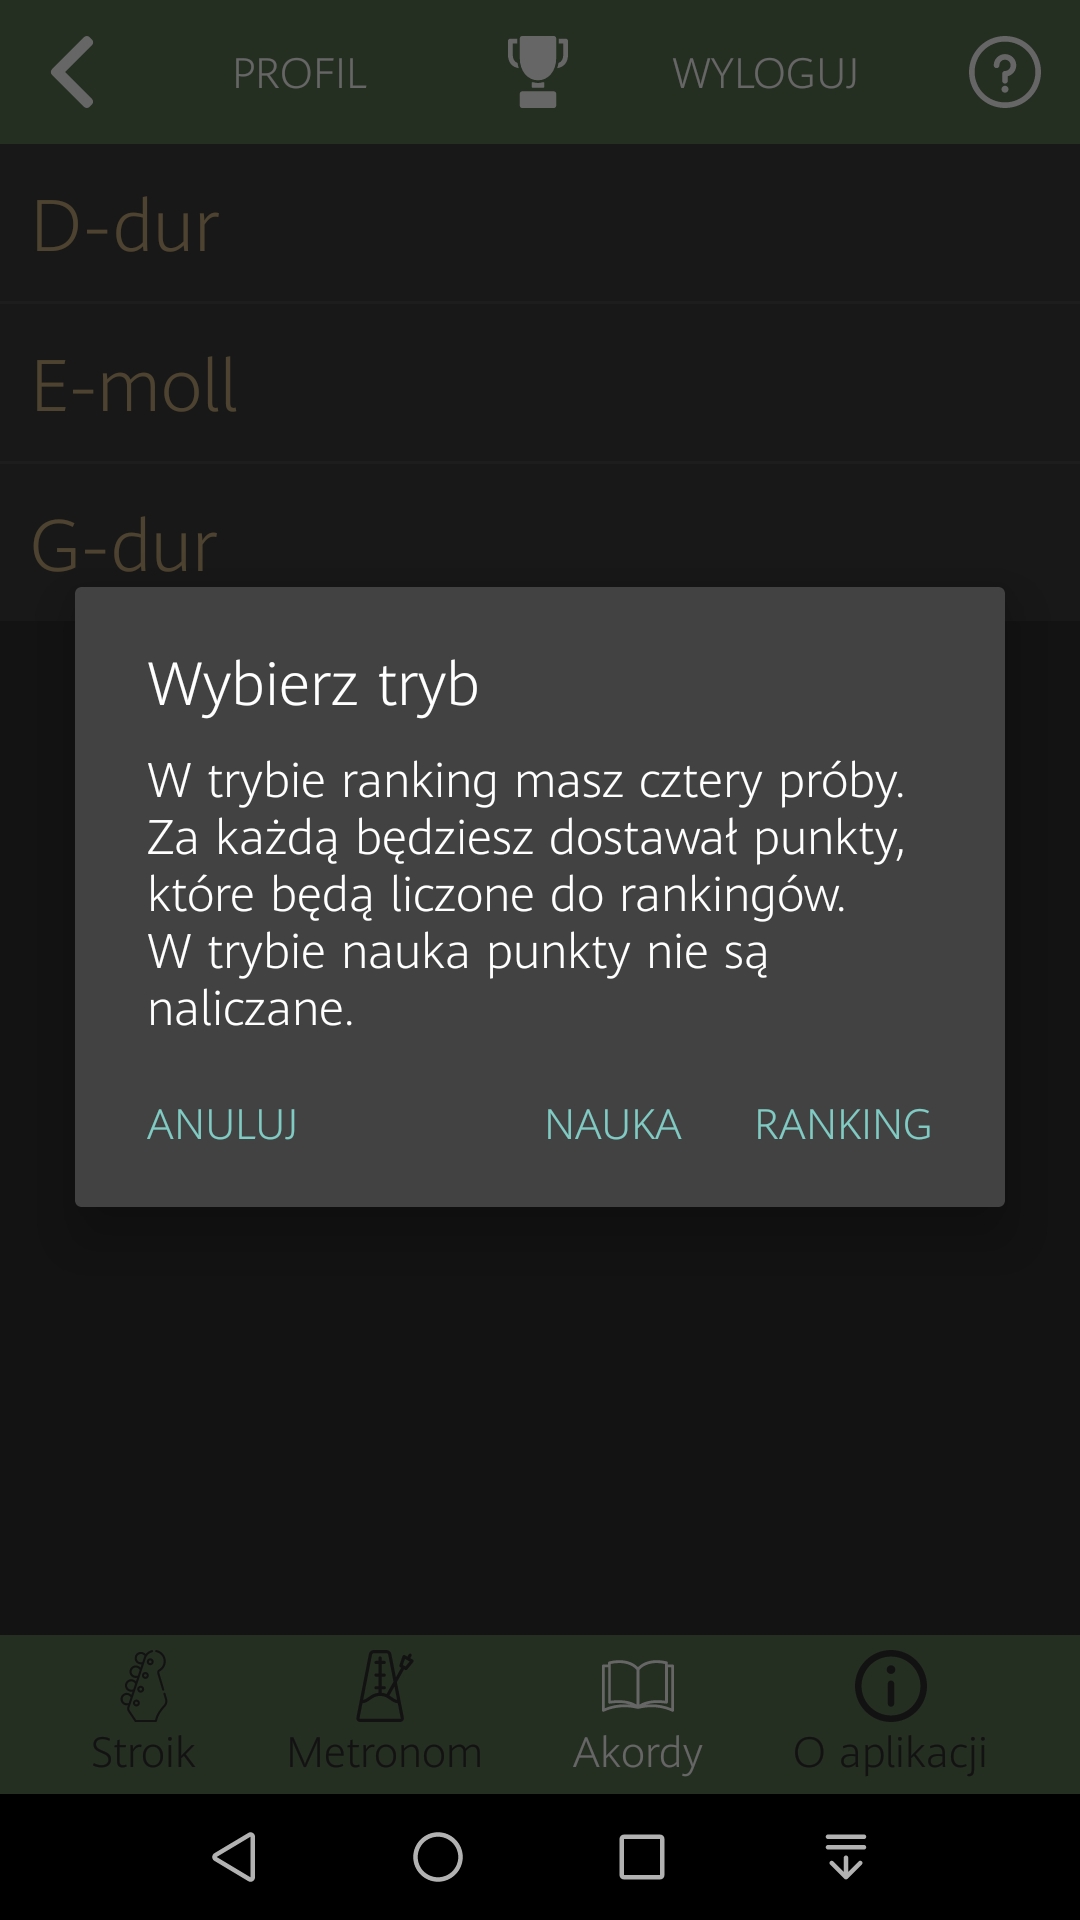 PROFIL WYLOGUJ
D-dur
E-moll
G-dur
Wybierz tryb
W trybie ranking masz cztery próby.
Za każdą będziesz dostawał punkty,
które będą liczone do rankingów.
W trybie nauka punkty nie są
naliczane.
ANULUJ NAUKA RANKING
Stroik Metronom Akordy O aplikacji